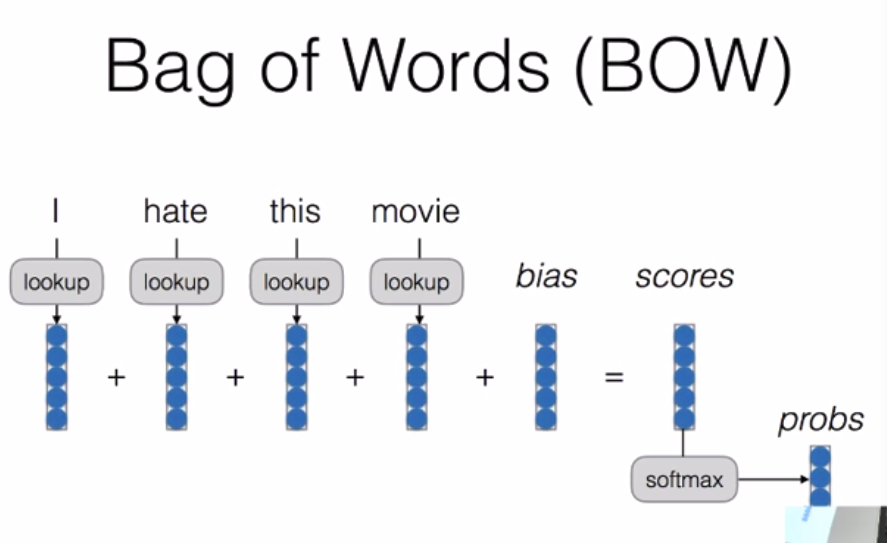 Bag of Words (BOW)
I hate this movie
lookup lookup lookup lookup bias scores
+ + + + =
probs
softmax